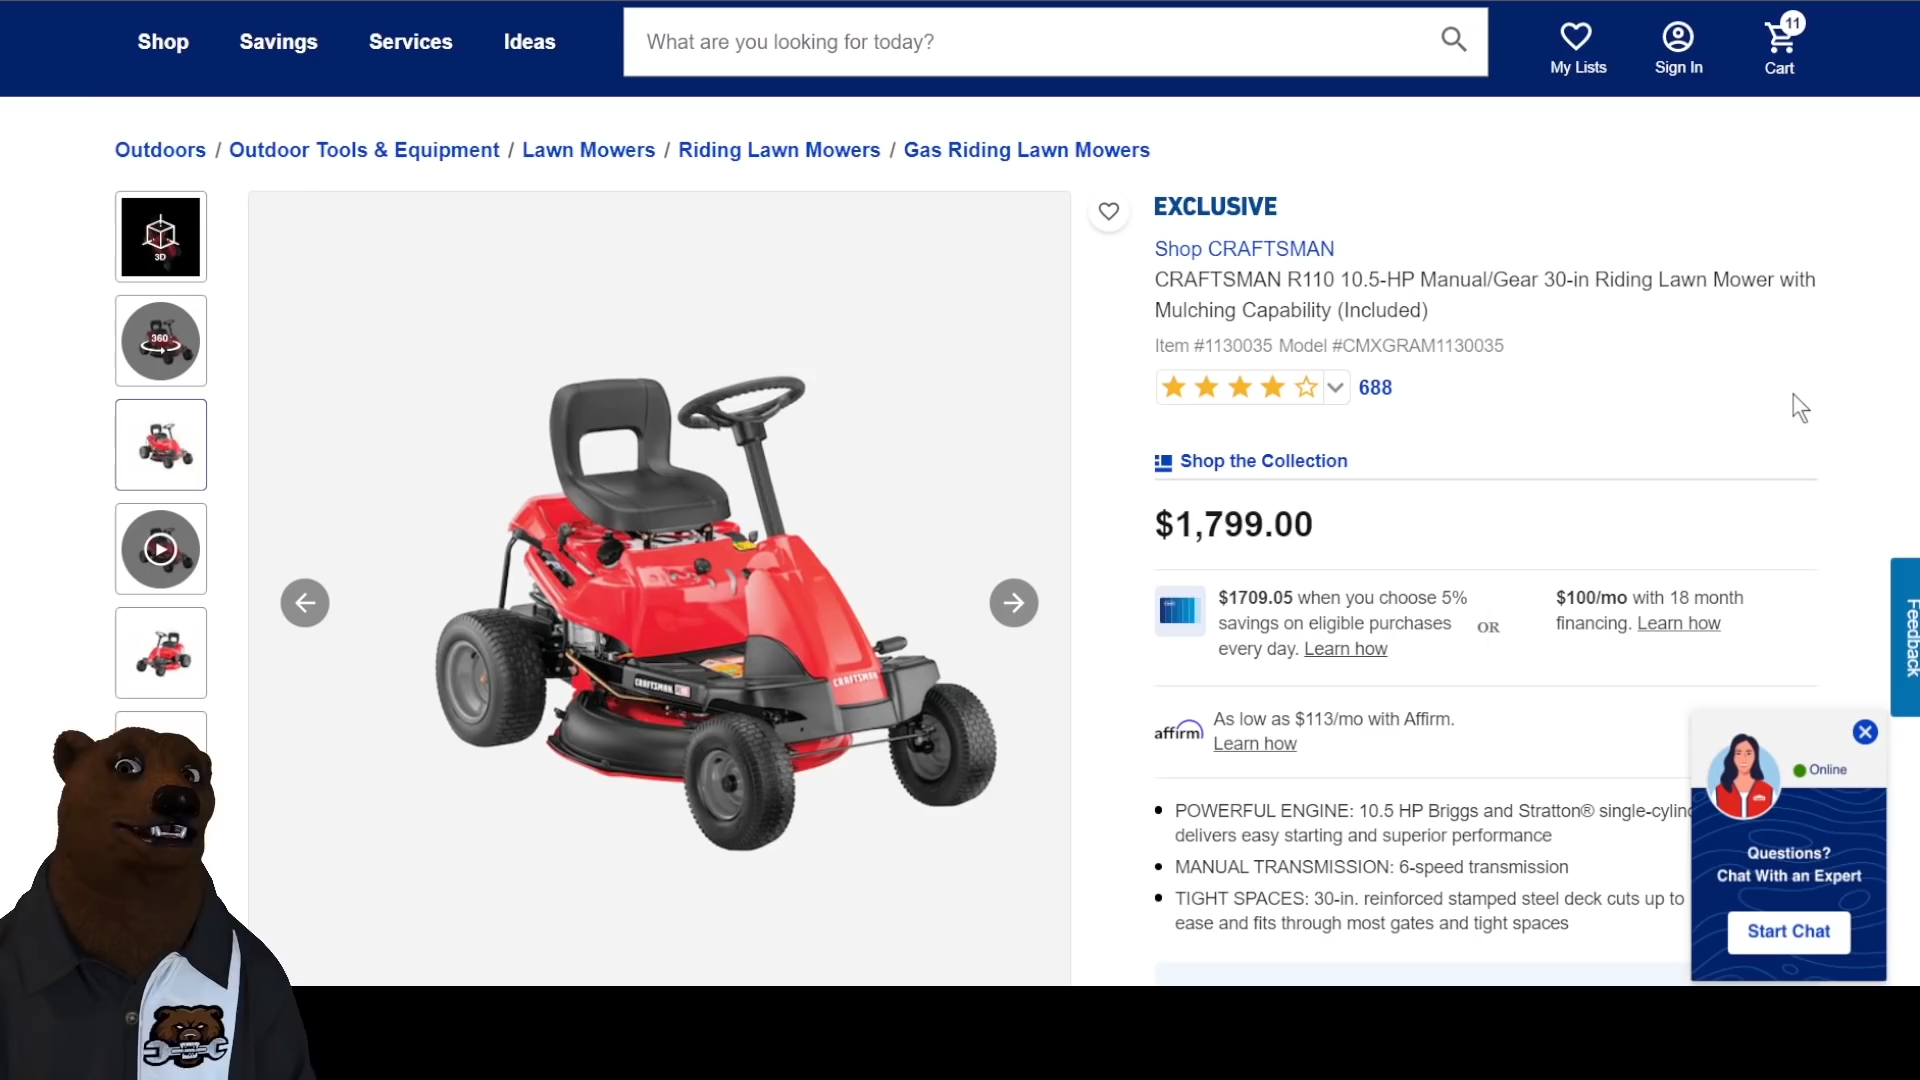 Shop
Savings
Services
Ideas
What are you looking for today?
My Lists
Sign In
11
Cart
Outdoors / Outdoor Tools & Equipment / Lawn Mowers / Riding Lawn Mowers / Gas Riding Lawn Mowers
3D
360
EXCLUSIVE
Shop CRAFTSMAN
CRAFTSMAN R110 10.5-HP Manual/Gear 30-in Riding Lawn Mower with
Mulching Capability (Included)
Item #1130035 Model #CMXGRAM1130035
688
Shop the Collection
$1,799.00
$1709.05 when you choose 5%
savings on eligible purchases
every day. Learn how
OR
$100/mo with 18 month
financing. Learn how
affirm
As low as $113/mo with Affirm.
Learn how
POWERFUL ENGINE: 10.5 HP Briggs and Stratton® single-cylin
delivers easy starting and superior performance
MANUAL TRANSMISSION: 6-speed transmission
TIGHT SPACES: 30-in. reinforced stamped steel deck cuts up to
ease and fits through most gates and tight spaces
CRAFTSMAN
CRAFTSMAN
Feedback
Online
Questions?
Chat With an Expert
Start Chat